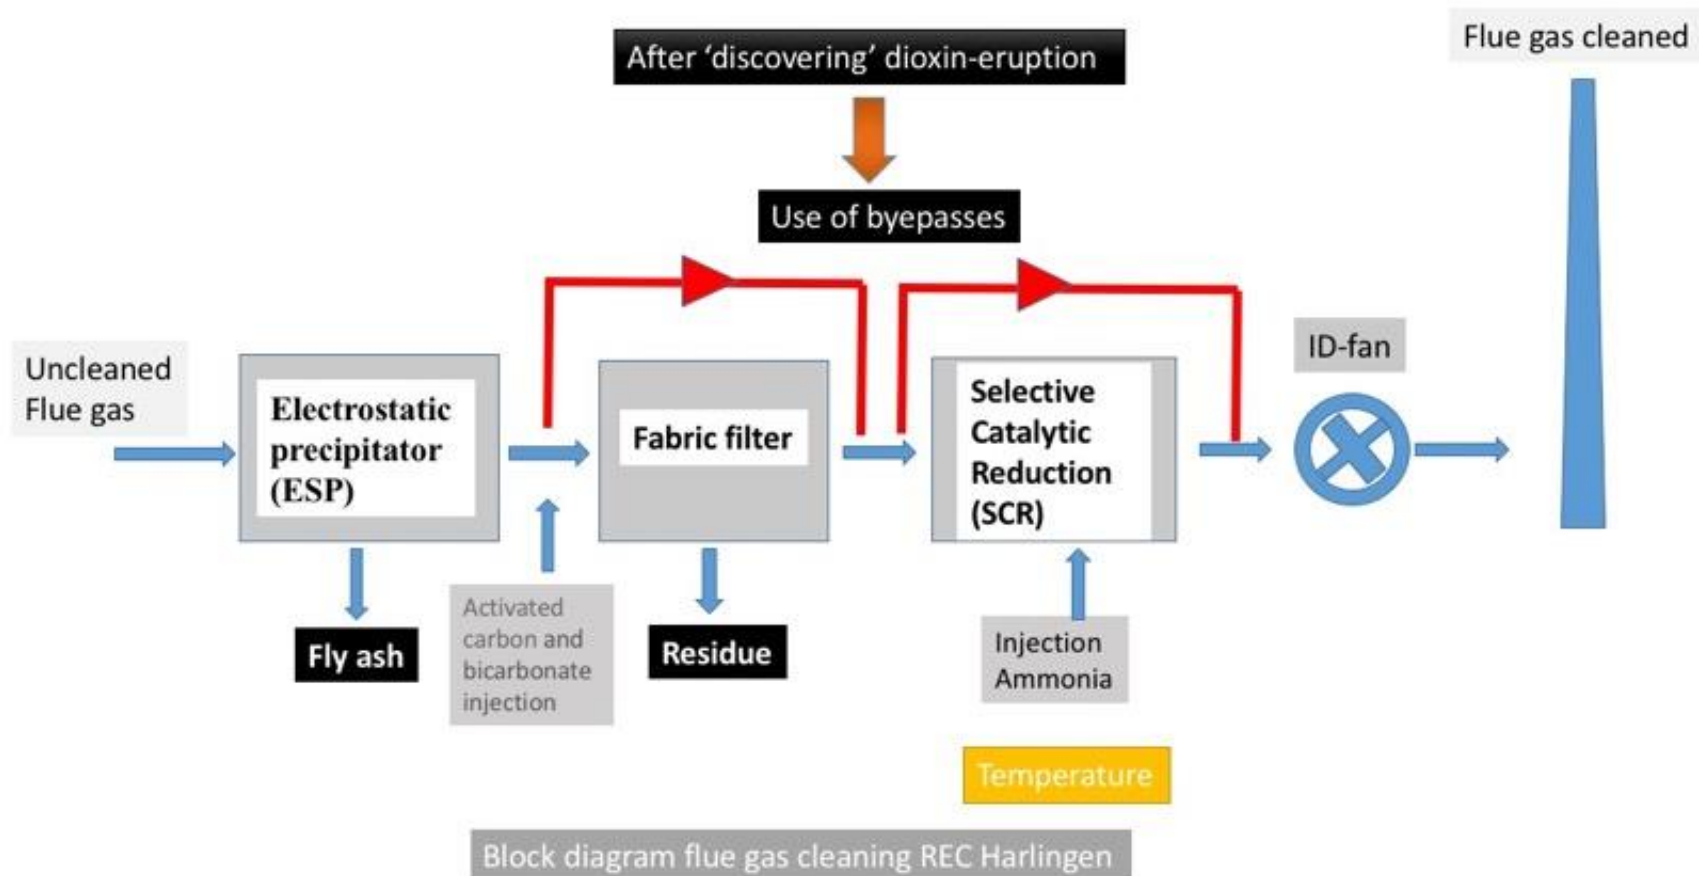 Flue gas cleaned
After ‘discovering’ dioxin-eruption
Use of byepasses
Uncleaned
Flue gas
Electrostatic
precipitator
(ESP)
Fabric filter
Selective
Catalytic
Reduction
(SCR)
ID-fan
Fly ash
Activated
carbon and
bicarbonate
injection
Residue
Injection
Ammonia
Temperature
Block diagram flue gas cleaning REC Harlingen